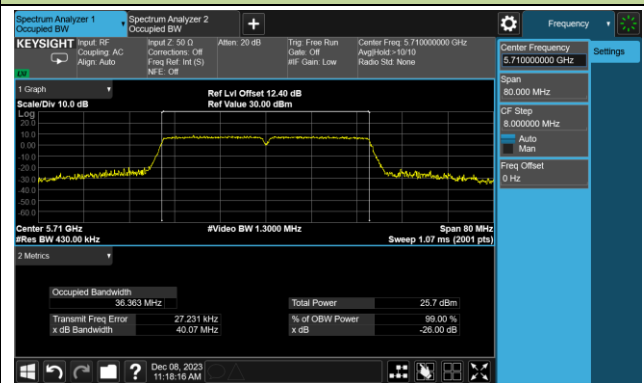 Spectrum Analyzer 1
Occupied BW
Spectrum Analyzer 2
Occupied BW
Frequency
KEYSIGHT
Input: RF
Coupling: AC
Align: Auto
Input Z: 50 Ω
Corrections: Off
Freq Ref: Int (S)
NFE: Off
Atten: 20 dB
Trig: Free Run
Gate: Off
#IF Gain: Low
Center Freq: 5.710000000 GHz
Avg|Hold:>10/10
Radio Std: None
Center Frequency
5.710000000 GHz
Settings
Span
80.000 MHz
CF Step
8.000000 MHz
Auto
Man
Freq Offset
0 Hz
1 Graph
Scale/Div 10.0 dB
Ref Lvl Offset 12.40 dB
Ref Value 30.00 dBm
Log
20.0
10.0
0.00
-10.0
-20.0
-30.0
-40.0
-50.0
-60.0
Center 5.71 GHz
#Video BW 1.3000 MHz
Span 80 MHz
#Res BW 430.00 kHz
Sweep 1.07 ms (2001 pts)
2 Metrics
Occupied Bandwidth
36.363 MHz
Total Power 25.7 dBm
Transmit Freq Error 27.231 kHz
% of OBW Power 99.00 %
x dB Bandwidth 40.07 MHz
x dB -26.00 dB
?
Dec 08, 2023
11:18:16 AM